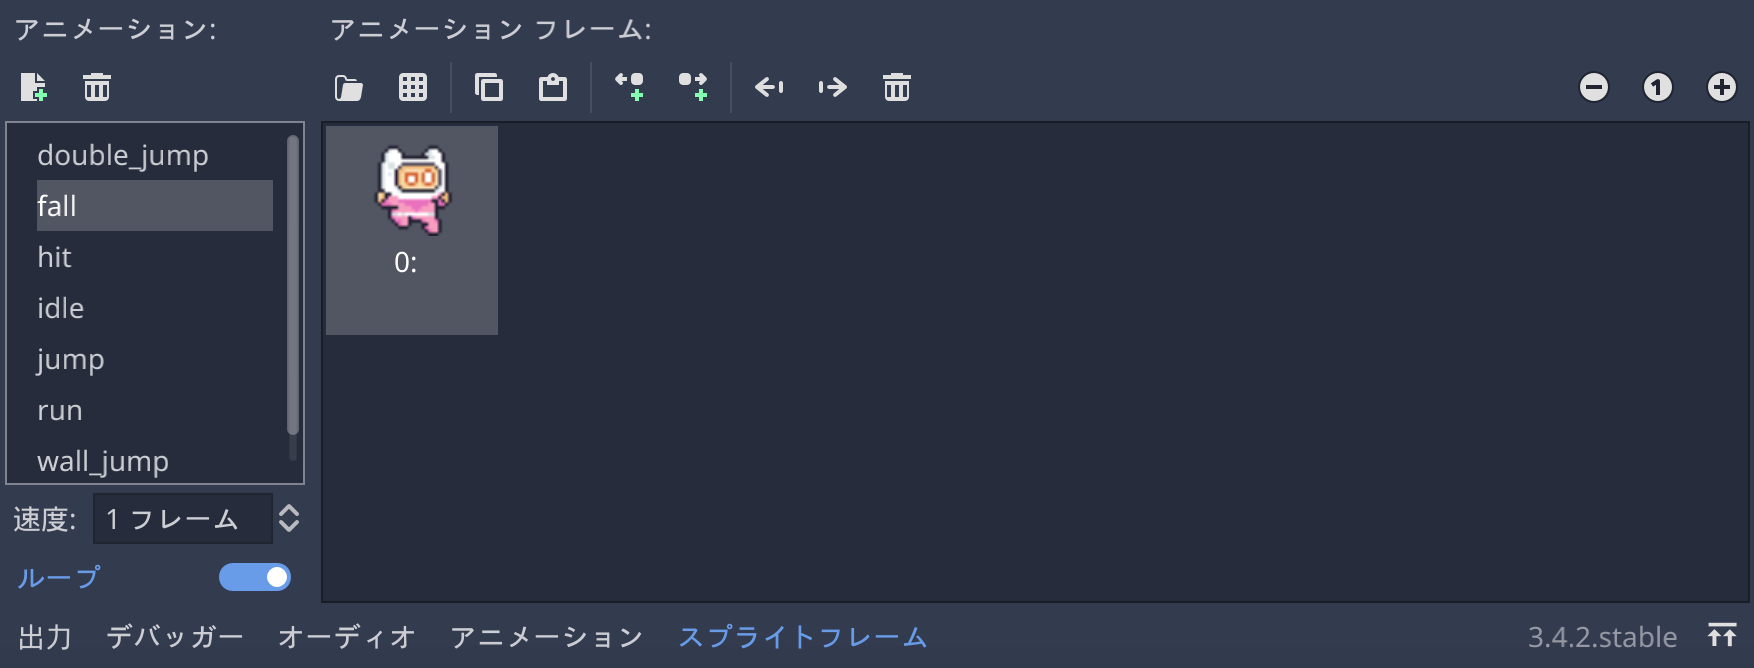 アニメーション:
アニメーション フレーム:
1
double_jump
fall
hit
idle
jump
run
wall_jump
0:
速度: 1 フレーム
ループ
出力 デバッガー オーディオ アニメーション スプライトフレーム 3.4.2.stable